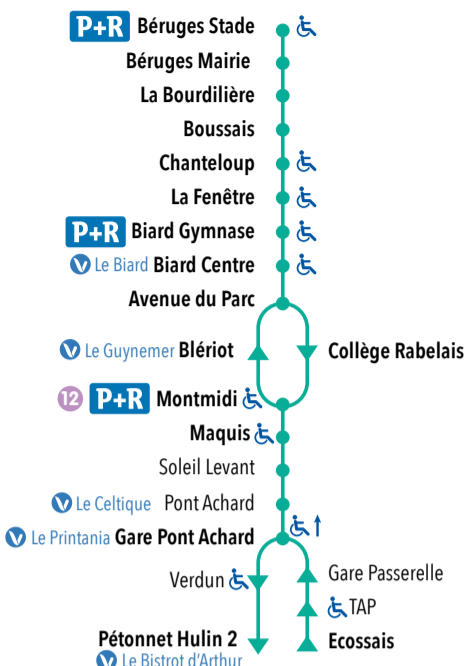 P+R Béruges Stade
Béruges Mairie
La Bourdilière
Boussais
Chanteloup
La Fenêtre
P+R Biard Gymnase
V Le Biard Biard Centre
Avenue du Parc
V Le Guynemer Blériot
Collège Rabelais
12 P+R Montmidi
Maquis
Soleil Levant
V Le Celtique Pont Achard
V Le Printania Gare Pont Achard
Verdun
Gare Passerelle
TAP
Pétonnet Hulin 2
Ecossais
V Le Bistrot d'Arthur